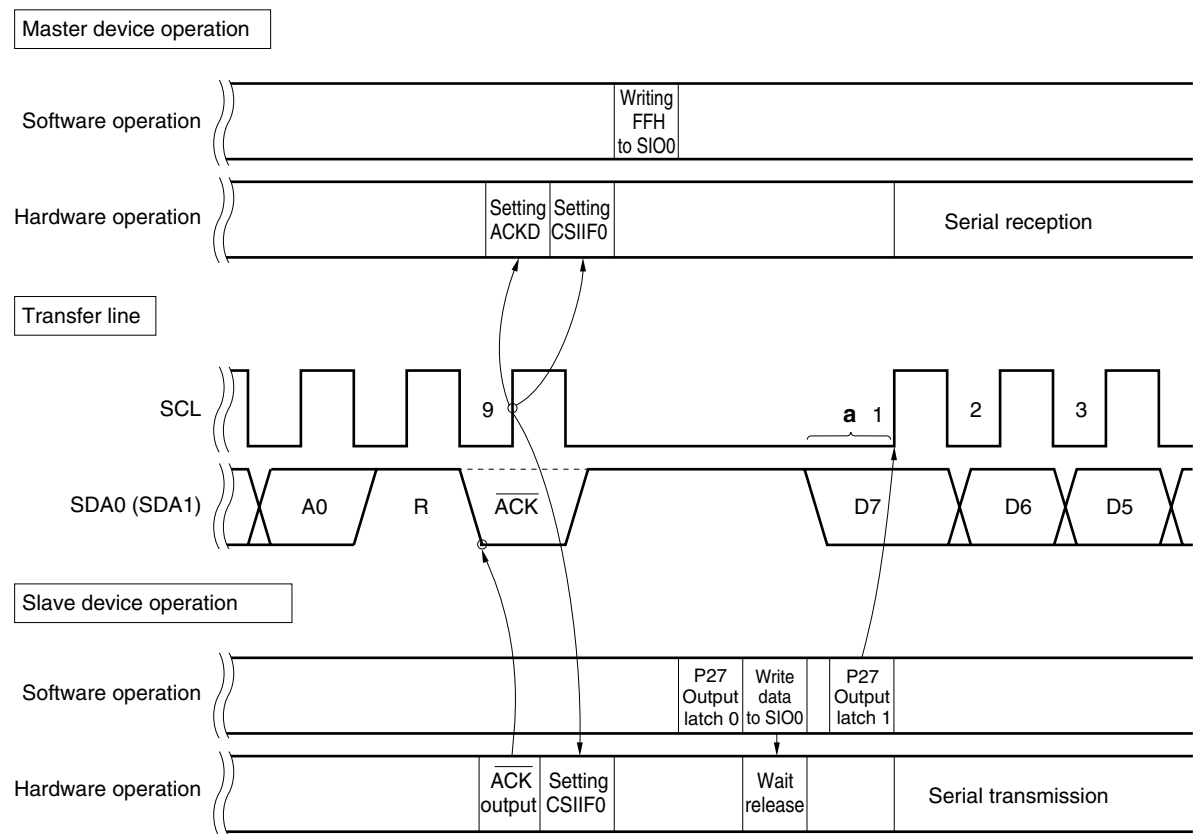 Master device operation
Software operation
Writing
FFH
to SIO0
Hardware operation
Setting
ACKD
Setting
CSIIF0
Serial reception
Transfer line
SCL
9
a 1
2
3
SDA0 (SDA1)
A0
R
ACK
D7
D6
D5
Slave device operation
Software operation
P27
Output
latch 0
Write
data
to SIO0
P27
Output
latch 1
Hardware operation
ACK
output
Setting
CSIIF0
Wait
release
Serial transmission